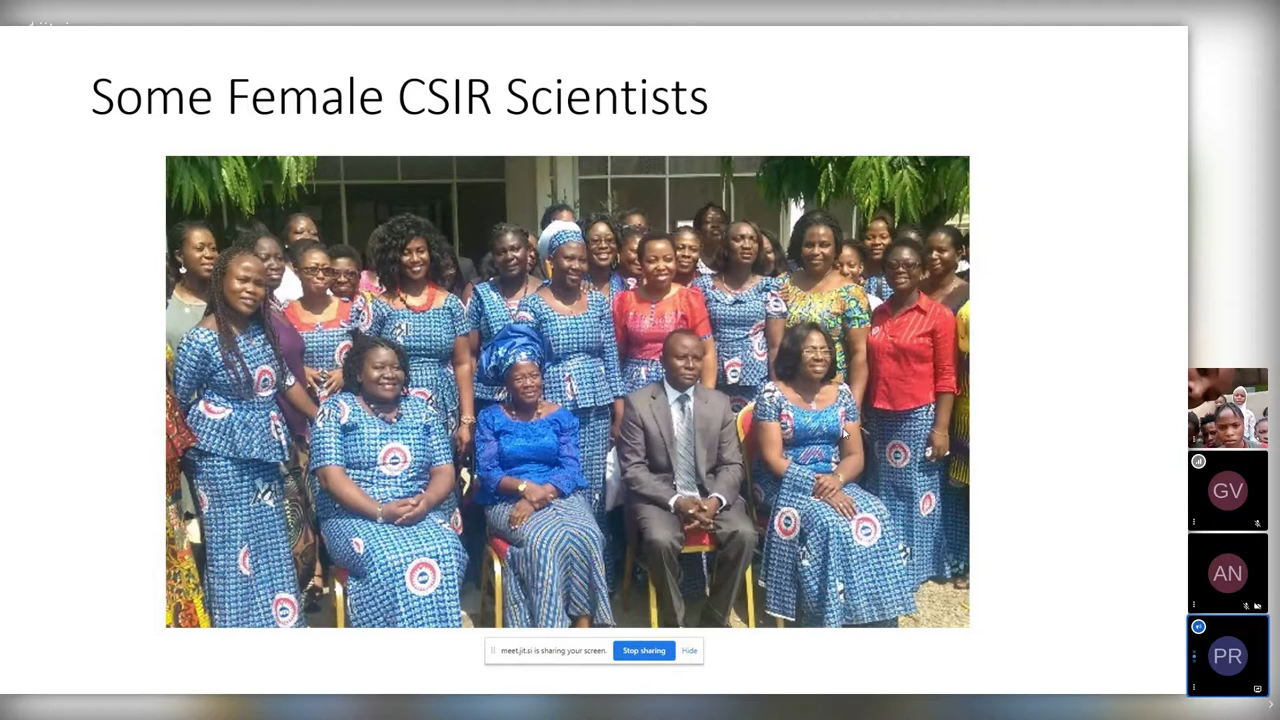 Some Female CSIR Scientists
meet.jit.si is sharing your screen.
Stop sharing
Hide
GV
AN
PR